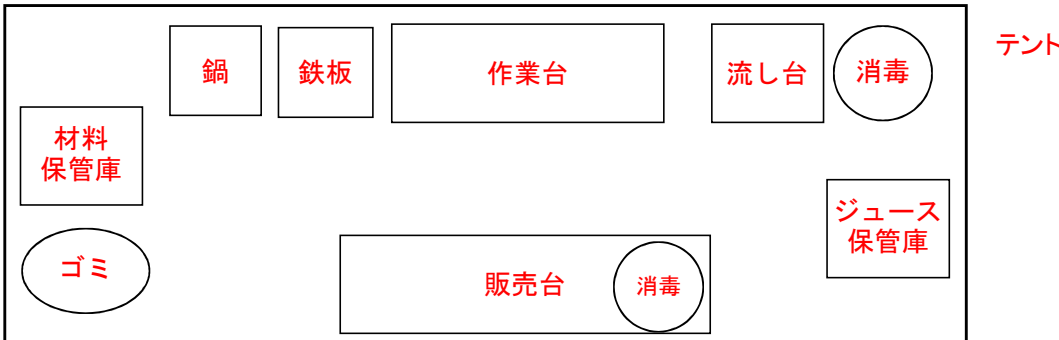 テント
鍋
鉄板
作業台
流し台
消毒
材料
保管庫
ジュース
保管庫
ゴミ
販売台
消毒